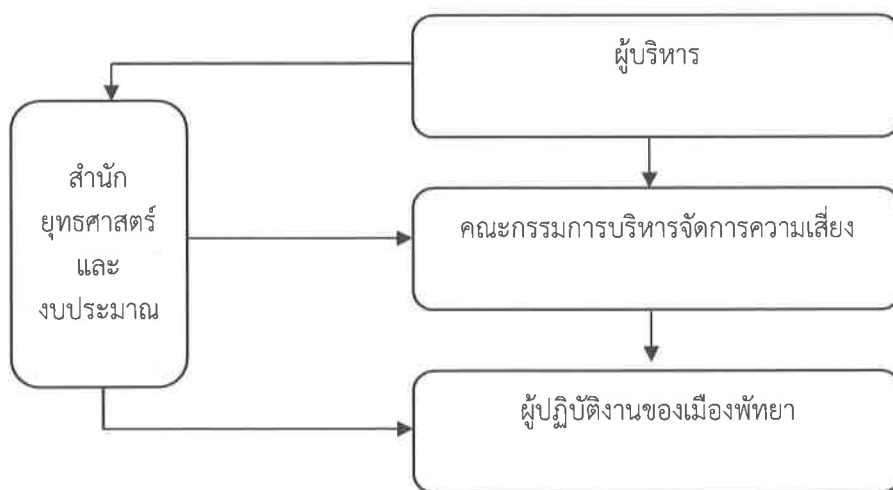 ผู้บริหาร
สำนัก
ยุทธศาสตร์
และ
งบประมาณ
คณะกรรมการบริหารจัดการความเสี่ยง
ผู้ปฏิบัติงานของเมืองพัทยา